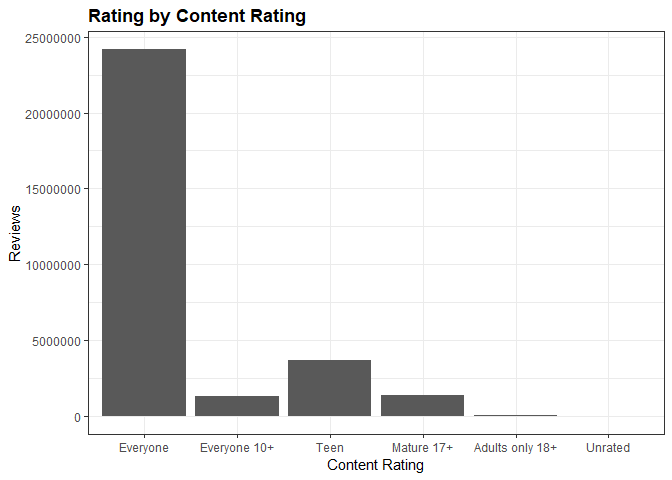 Rating by Content Rating
25000000
20000000
15000000
10000000
5000000
0
Reviews
Everyone Everyone 10+ Teen Mature 17+ Adults only 18+ Unrated
Content Rating